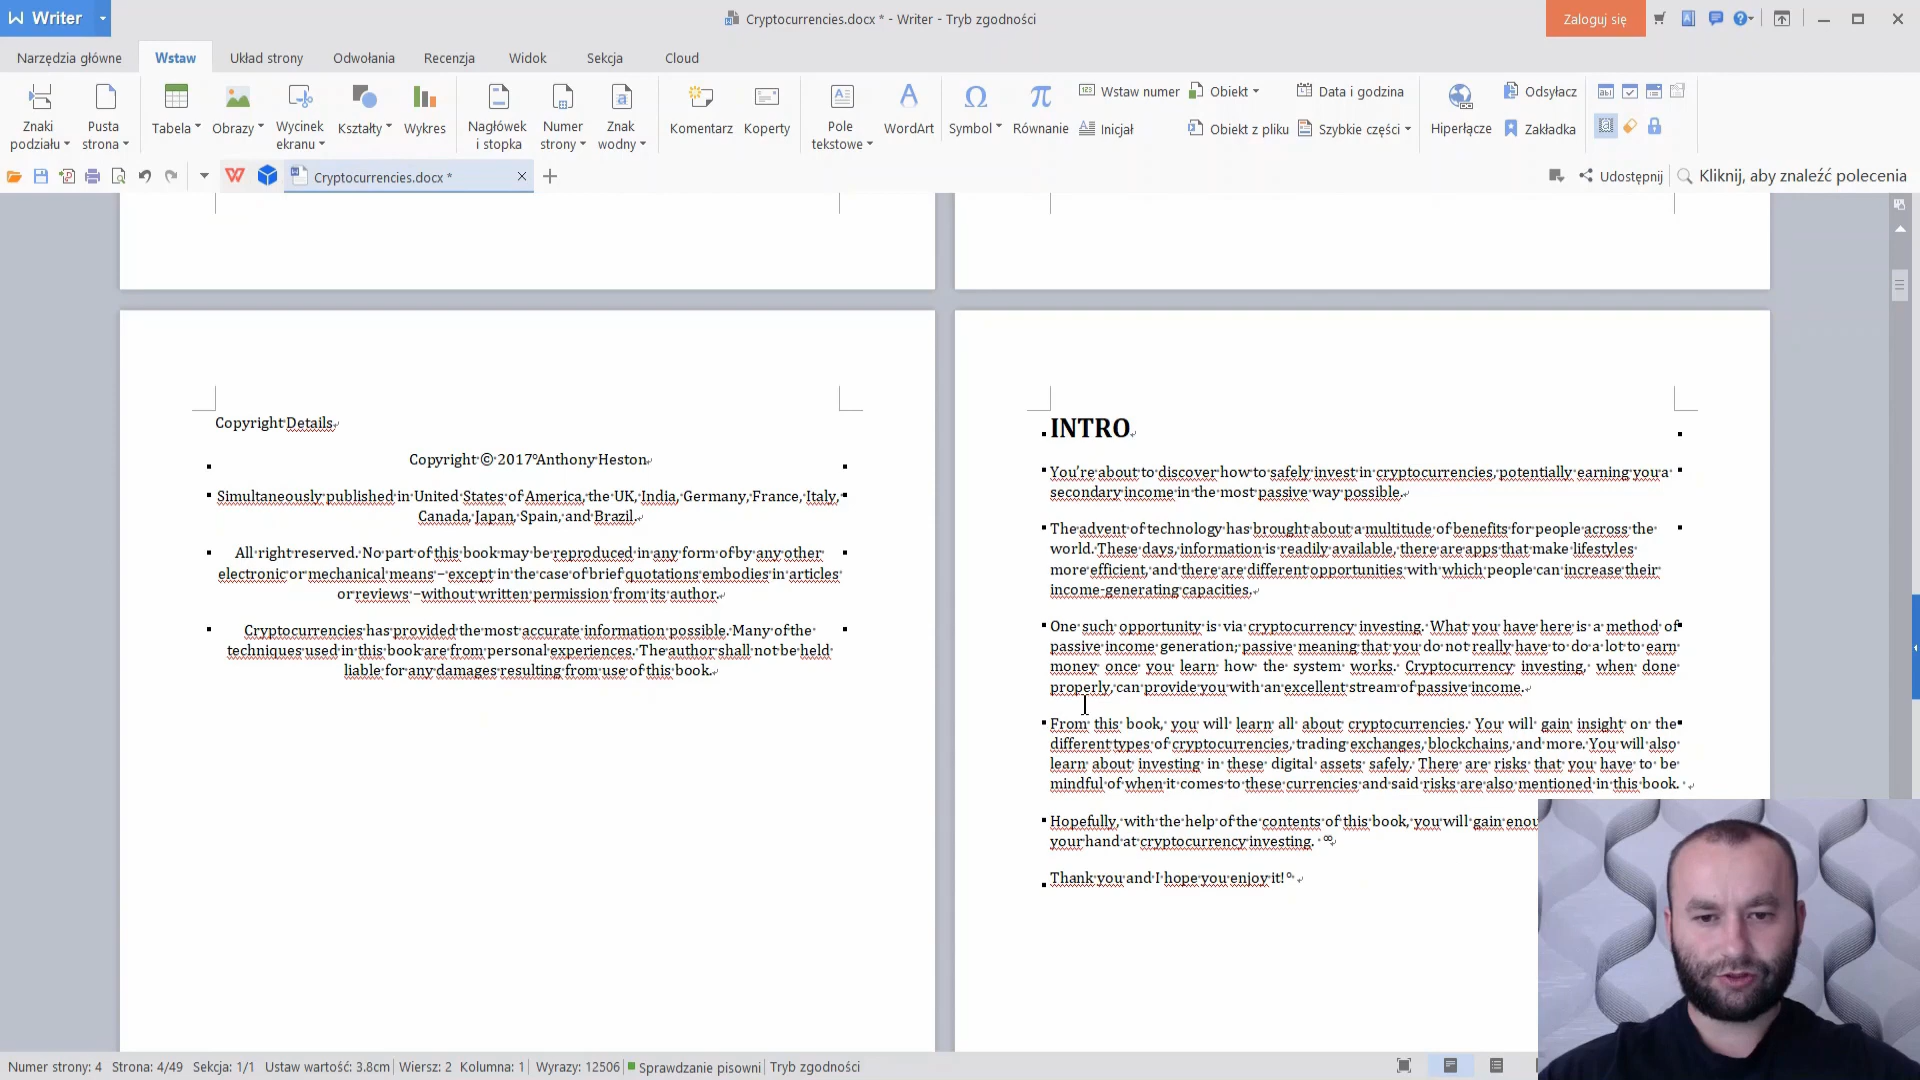 Writer
Cryptocurrencies.docx * - Writer - Tryb zgodności
Zaloguj się
Narzędzia główne
Wstaw
Układ strony
Odwołania
Recenzja
Widok
Sekcja
Cloud
Znaki podziału
Pusta strona
Tabela
Obrazy
Wycinek ekranu
Kształty
Wykres
Nagłówek i stopka
Numer strony
Znak wodny
Komentarz
Koperty
Pole tekstowe
WordArt
Symbol
Równanie
Wstaw numer
Inicjał
Obiekt
Obiekt z pliku
Data i godzina
Szybkie części
Hiperłącze
Odsyłacz
Zakładka
Cryptocurrencies.docx *
Udostępnij
Kliknij, aby znaleźć polecenia
Copyright Details
Copyright © 2017 Anthony Heston
Simultaneously published in United States of America, the UK, India, Germany, France, Italy,
Canada, Japan, Spain, and Brazil.
All right reserved. No part of this book may be reproduced in any form of by any other
electronic or mechanical means – except in the case of brief quotations embodies in articles
or reviews –without written permission from its author.
Cryptocurrencies has provided the most accurate information possible. Many of the
techniques used in this book are from personal experiences. The author shall not be held
liable for any damages resulting from use of this book.
INTRO
You're about to discover how to safely invest in cryptocurrencies, potentially earning you a
secondary income in the most passive way possible.
The advent of technology has brought about a multitude of benefits for people across the
world. These days, information is readily available, there are apps that make lifestyles
more efficient, and there are different opportunities with which people can increase their
income-generating capacities.
One such opportunity is via cryptocurrency investing. What you have here is a method of
passive income generation; passive meaning that you do not really have to do a lot to earn
money once you learn how the system works. Cryptocurrency investing, when done
properly, can provide you with an excellent stream of passive income.
From this book, you will learn all about cryptocurrencies. You will gain insight on the
different types of cryptocurrencies, trading exchanges, blockchains, and more. You will also
learn about investing in these digital assets safely. There are risks that you have to be
mindful of when it comes to these currencies and said risks are also mentioned in this book.
Hopefully, with the help of the contents of this book, you will gain
your hand at cryptocurrency investing.
Thank you and I hope you enjoy it!
Numer strony: 4
Strona: 4/49
Sekcja: 1/1
Ustaw wartość: 3.8cm
Wiersz: 2
Kolumna: 1
Wyrazy: 12506
Sprawdzanie pisowni
Tryb zgodności